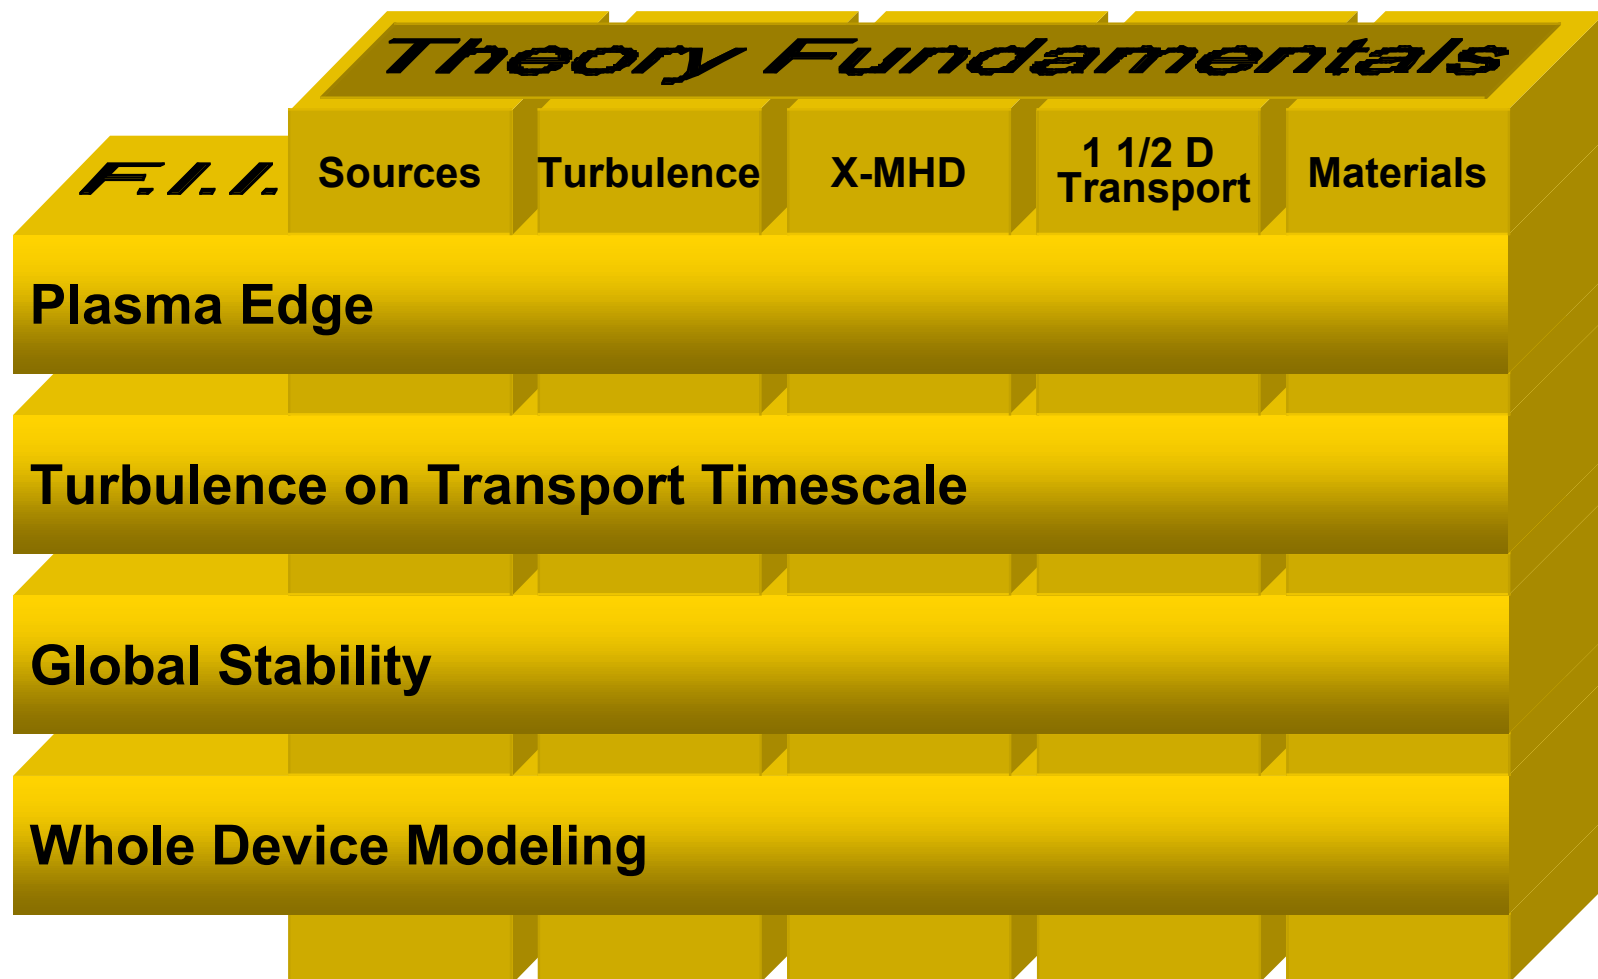 Theory Fundamentals
F.I.I.
Sources
Turbulence
X-MHD
1 1/2 D
Transport
Materials
Plasma Edge
Turbulence on Transport Timescale
Global Stability
Whole Device Modeling